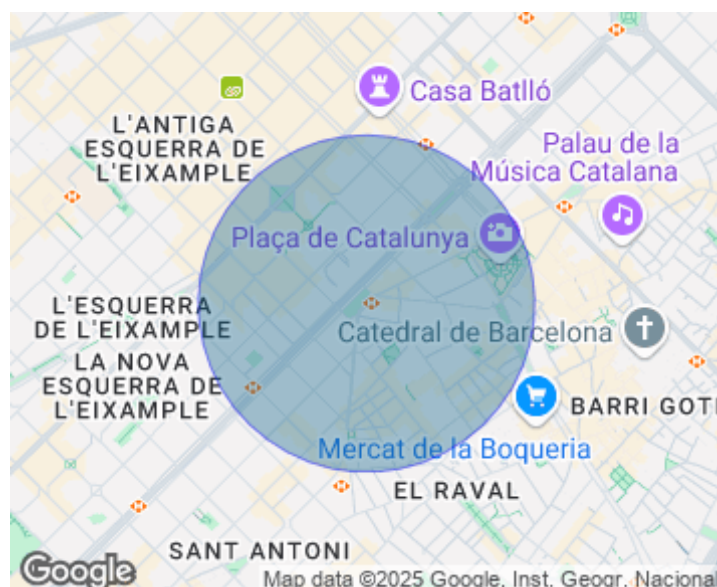 Casa Batlló
L'ANTIGA
ESQUERRA DE
L'EIXAMPLE
Palau de la
Música Catalana
Plaça de Catalunya
L'ESQUERRA
DE L'EIXAMPLE
Catedral de Barcelona
LA NOVA
ESQUERRA DE
L'EIXAMPLE
BARRI GOTI
Mercat de la Boqueria
EL RAVAL
SANT ANTONI
Google
Map data ©2025 Google, Inst. Geogr. Nacional